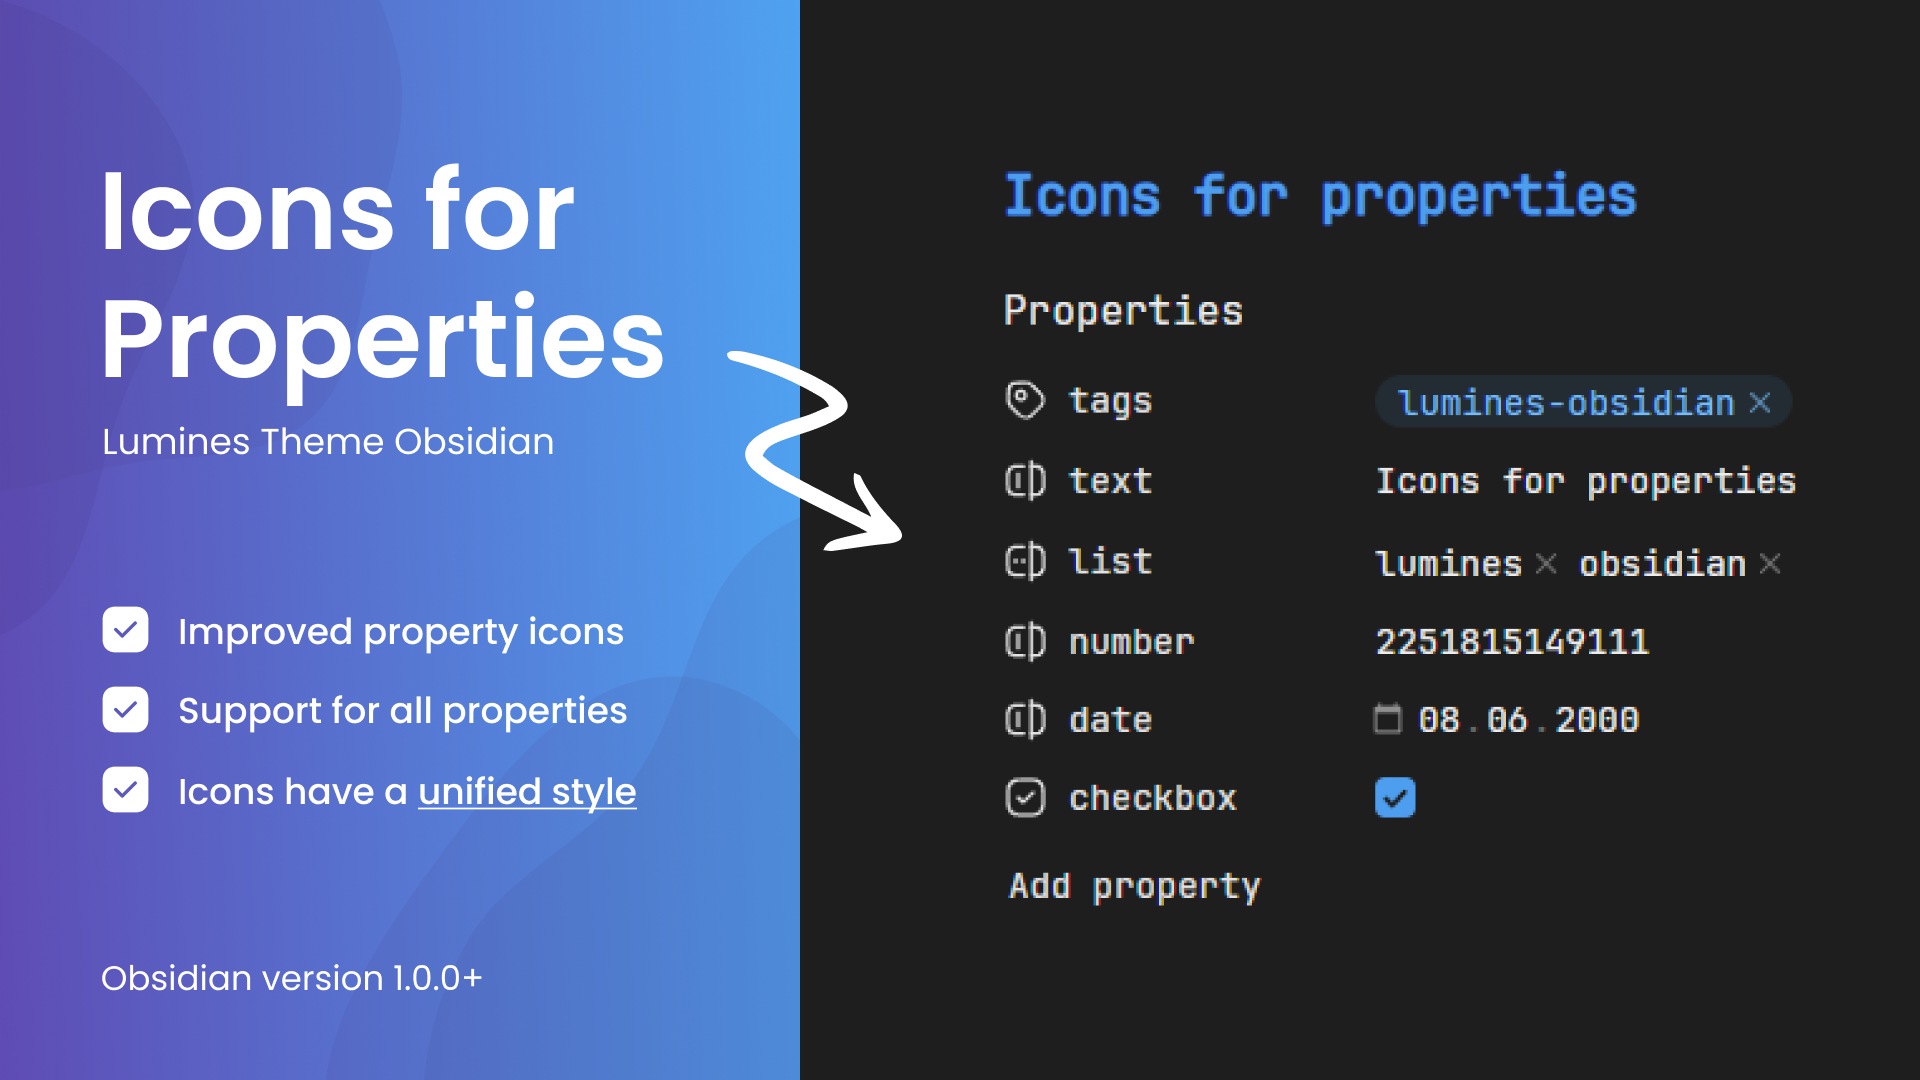 Icons for
Properties
Lumines Theme Obsidian
Improved property icons
Support for all properties
Icons have a unified style
Obsidian version 1.0.0+
Icons for properties
Properties
tags lumines-obsidian ×
text Icons for properties
list lumines × obsidian ×
number 2251815149111
date 08.06.2000
checkbox
Add property